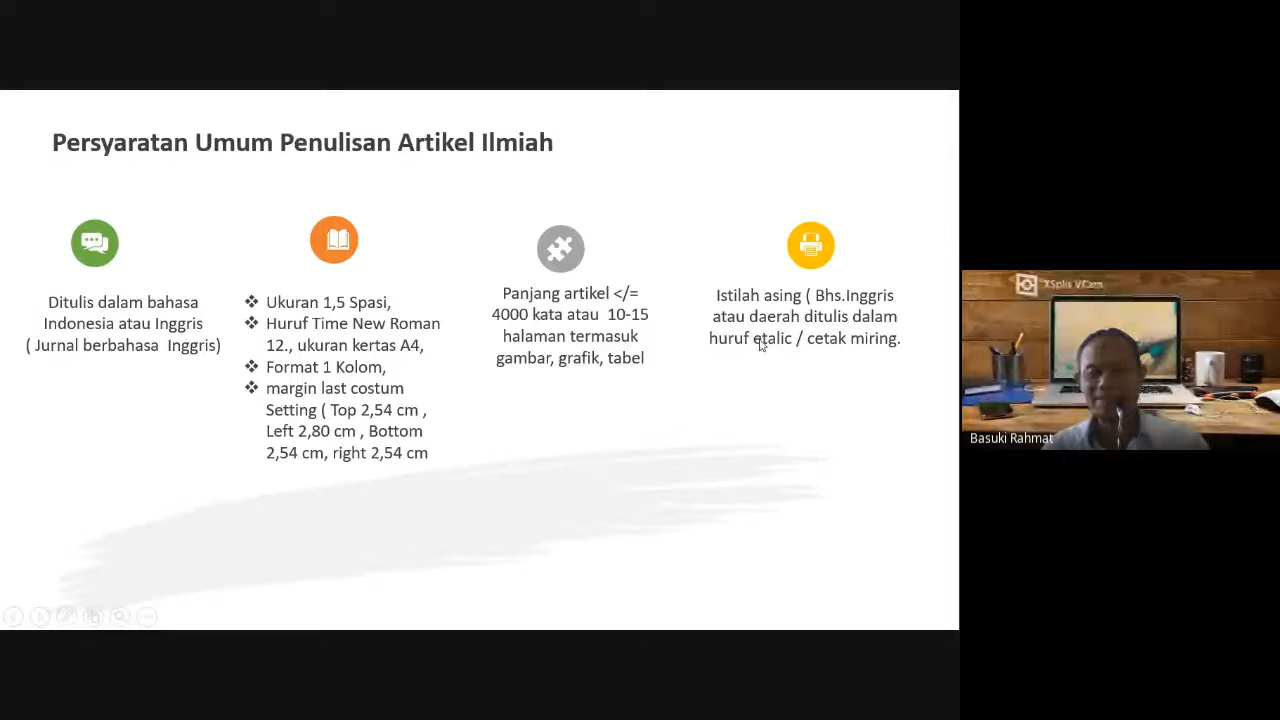 Persyaratan Umum Penulisan Artikel Ilmiah
Ditulis dalam bahasa
Indonesia atau Inggris
( Jurnal berbahasa Inggris)
❖ Ukuran 1,5 Spasi,
❖ Huruf Time New Roman
12., ukuran kertas A4,
❖ Format 1 Kolom,
❖ margin last costum
Setting ( Top 2,54 cm ,
Left 2,80 cm , Bottom
2,54 cm, right 2,54 cm
Panjang artikel </=
4000 kata atau 10-15
halaman termasuk
gambar, grafik, tabel
Istilah asing ( Bhs.Inggris
atau daerah ditulis dalam
huruf etalic / cetak miring.
XSplit VCam
Basuki Rahmat